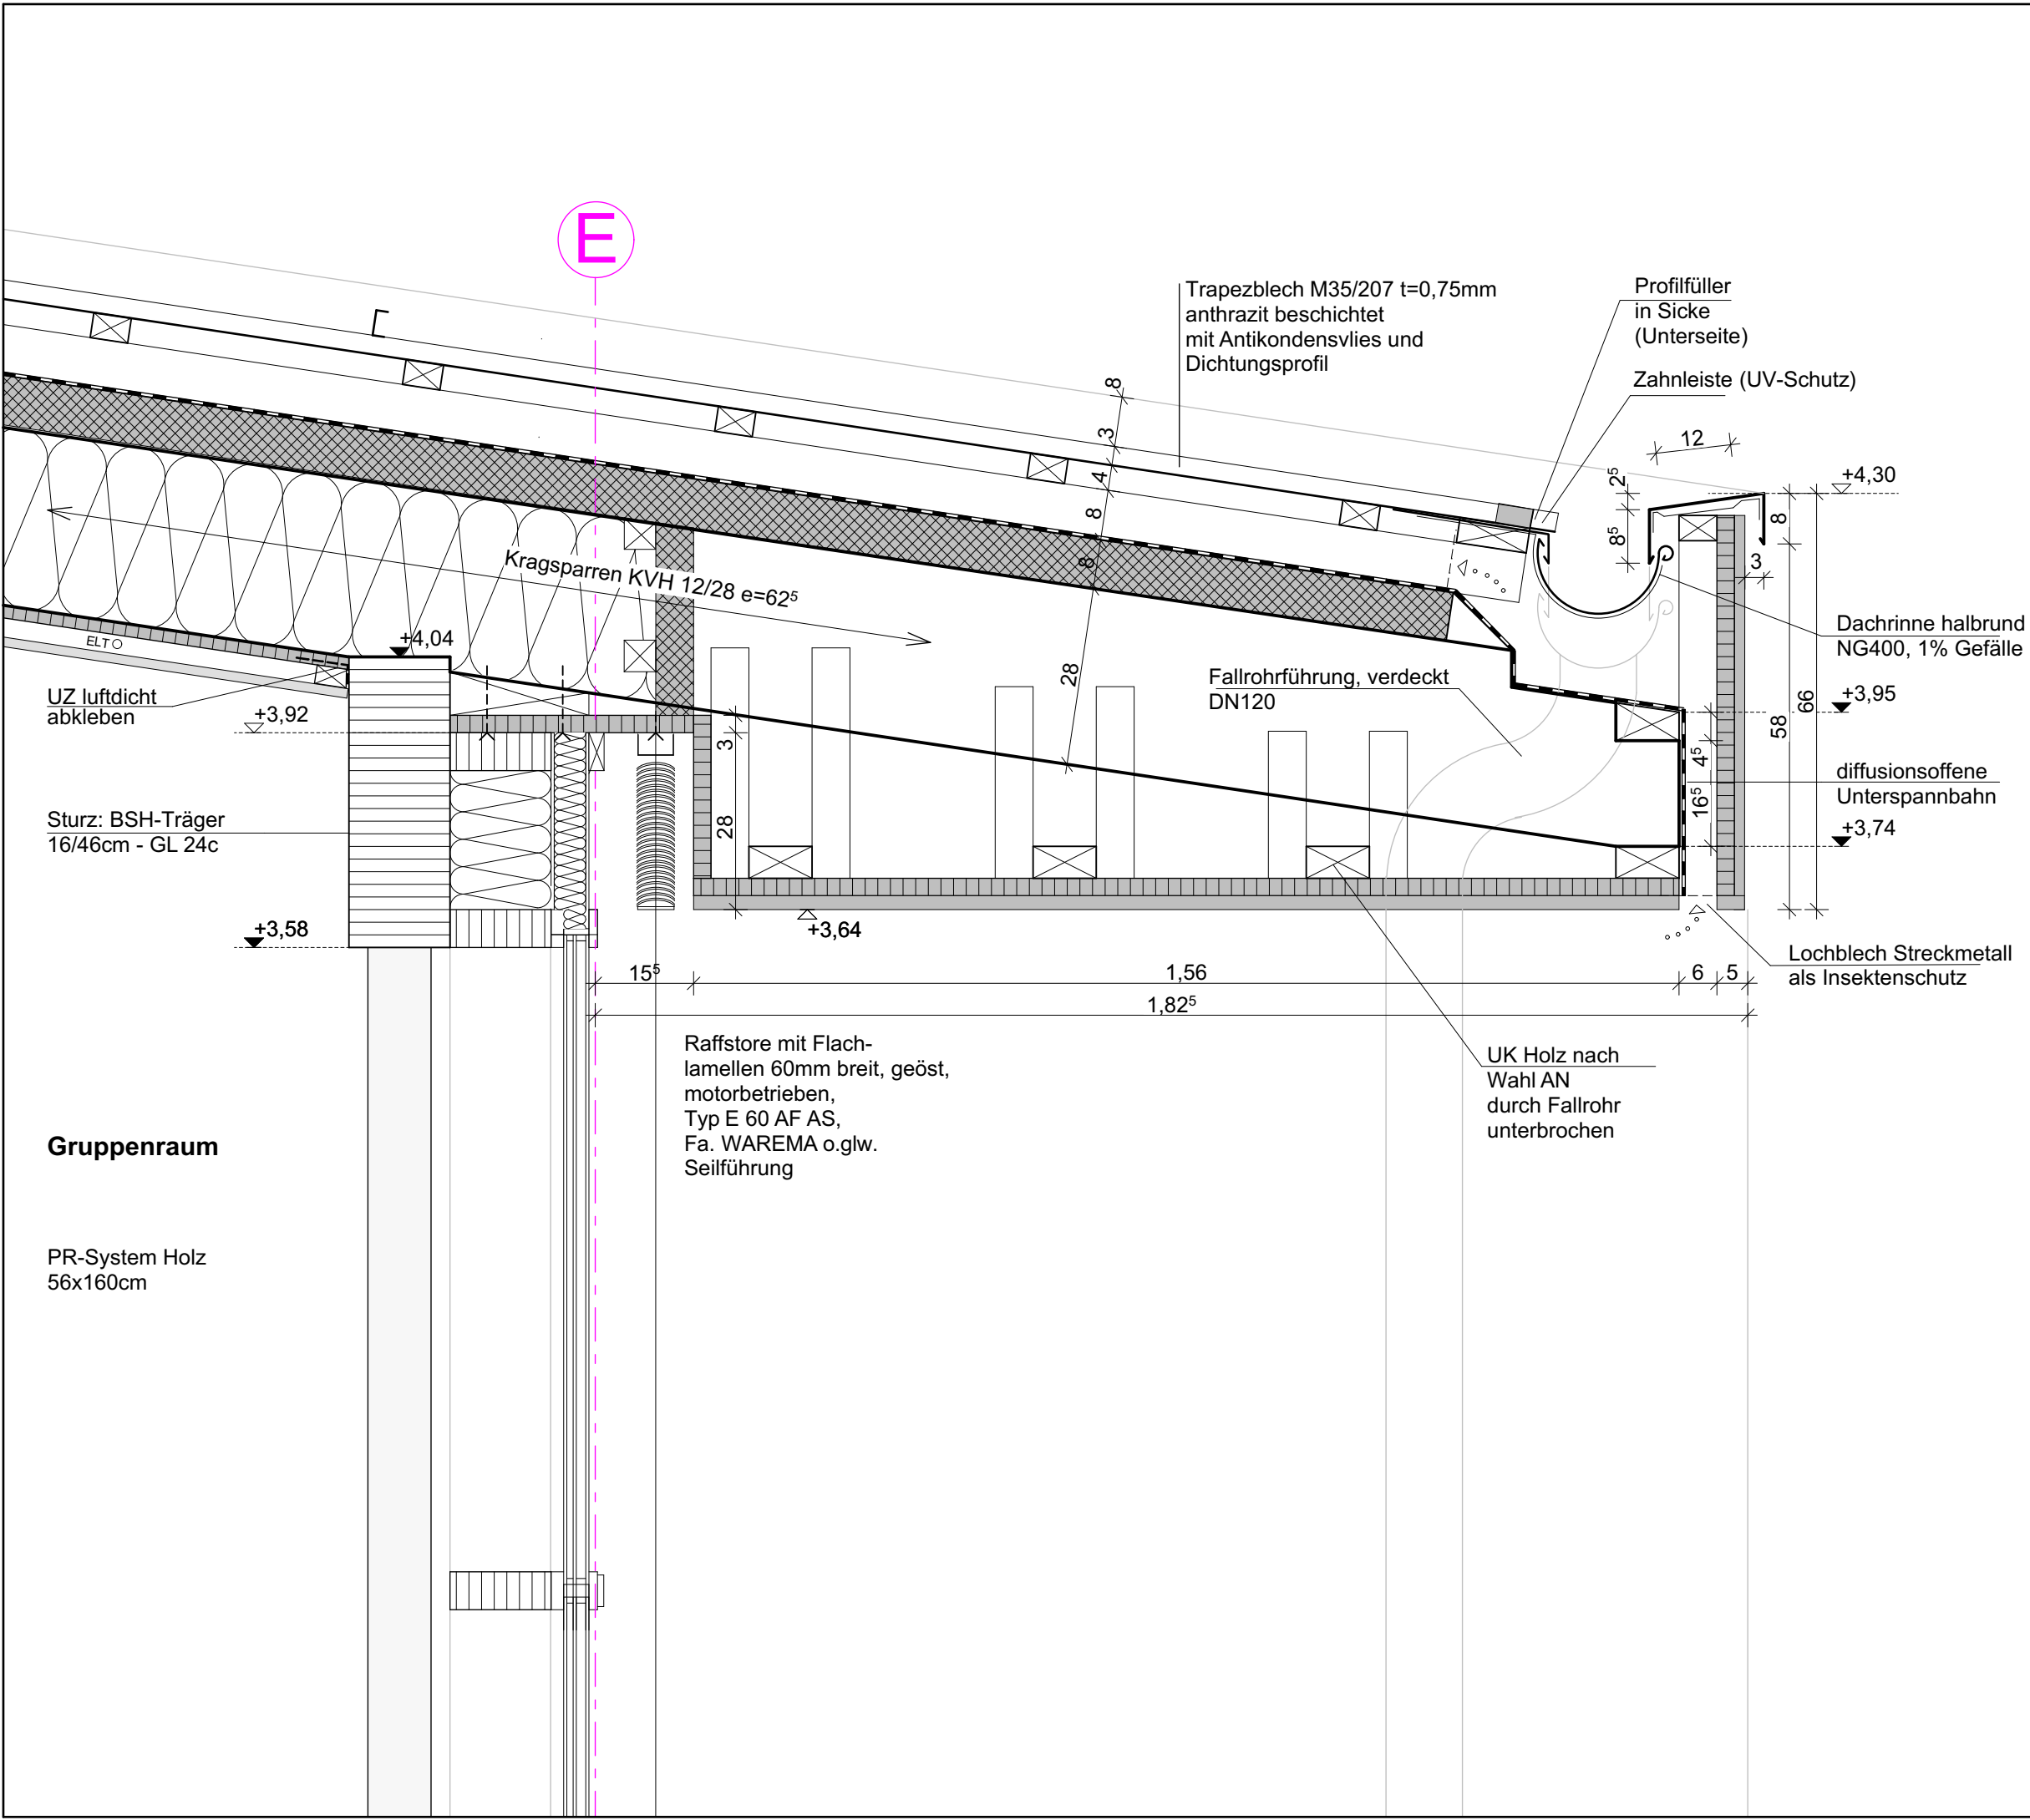 E
Trapezblech M35/207 t=0,75mm
anthrazit beschichtet
mit Antikondensvlies und
Dichtungsprofil
Profilfüller
in Sicke
(Unterseite)
Zahnleiste (UV-Schutz)
8
3
4
8
8
28
12
2⁵
8⁵
+4,30
8
3
Kragsparren KVH 12/28 e=62⁵
ELT
+4,04
UZ luftdicht
abkleben
+3,92
Sturz: BSH-Träger
16/46cm - GL 24c
+3,58
3
28
Fallrohrführung, verdeckt
DN120
Dachrinne halbrund
NG400, 1% Gefälle
+3,95
66
58
4⁵
16⁵
diffusionsoffene
Unterspannbahn
+3,74
+3,64
Lochblech Streckmetall
als Insektenschutz
15⁵
1,56
6
5
1,82⁵
Raffstore mit Flach-
lamellen 60mm breit, geöst,
motorbetrieben,
Typ E 60 AF AS,
Fa. WAREMA o.glw.
Seilführung
UK Holz nach
Wahl AN
durch Fallrohr
unterbrochen
Gruppenraum
PR-System Holz
56x160cm